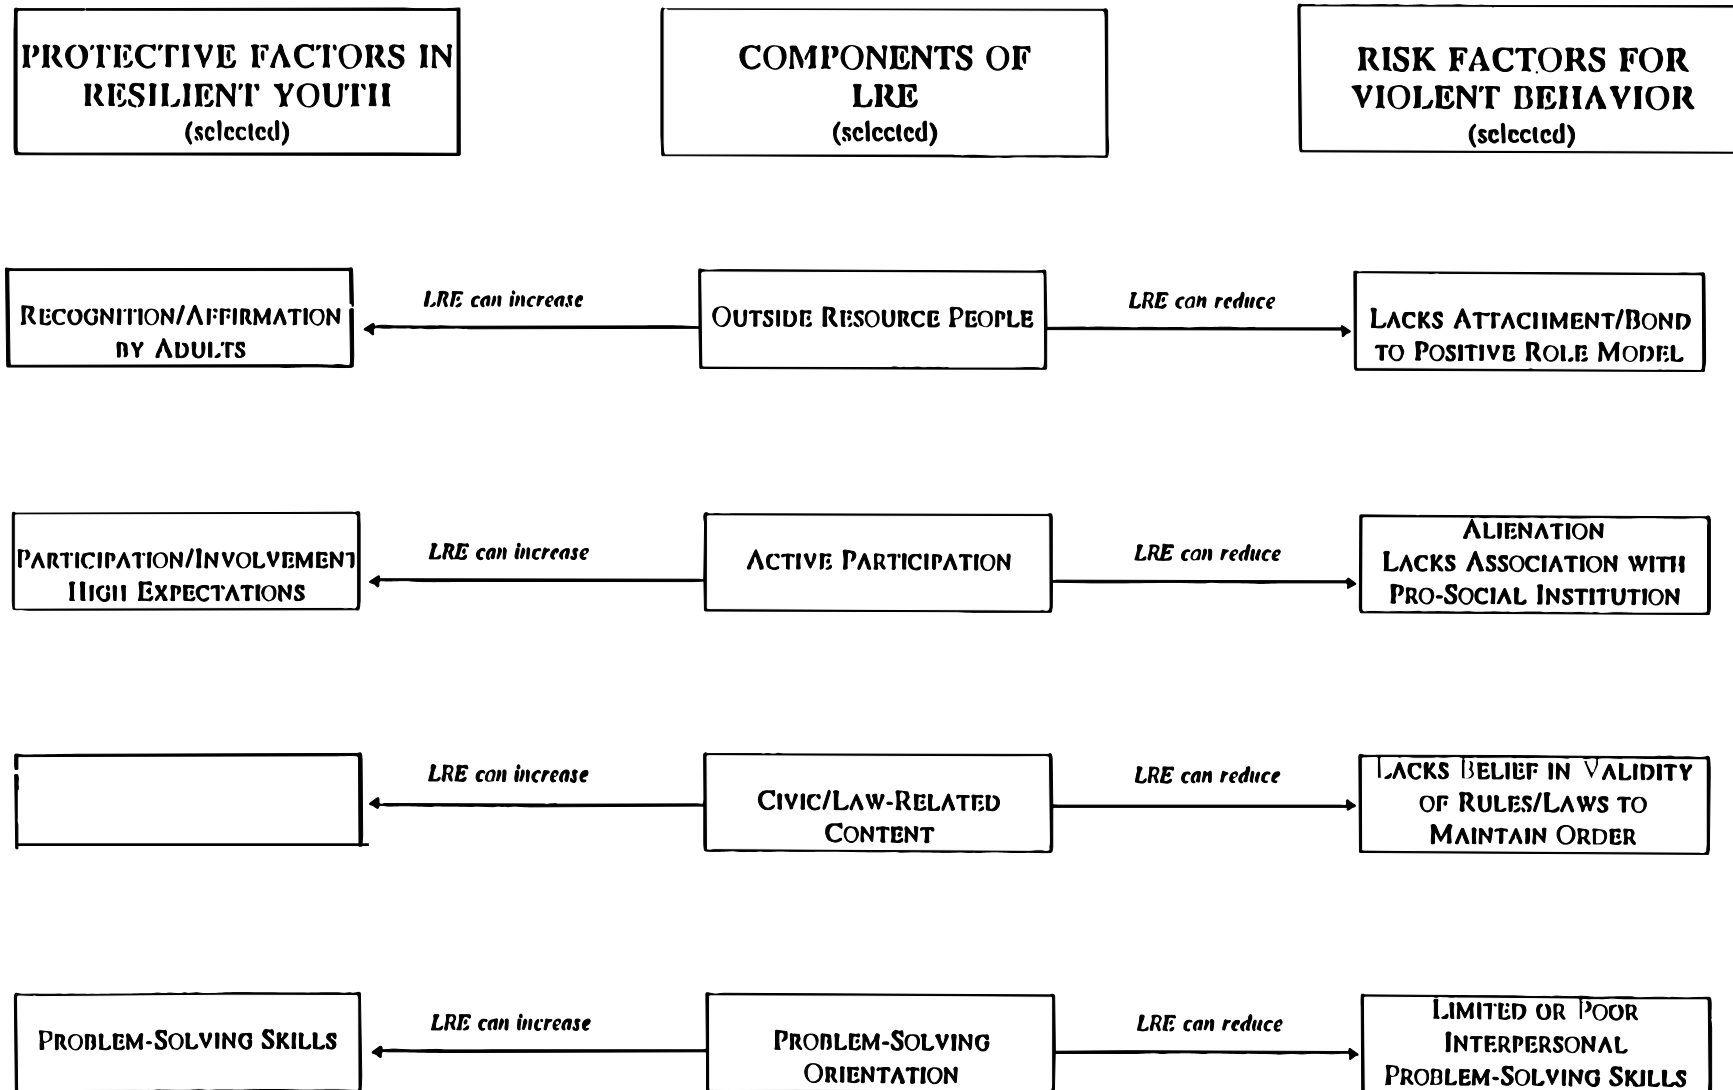 PROTECTIVE FACTORS IN
RESILIENT YOUTH
(selected)
COMPONENTS OF
LRE
(selected)
RISK FACTORS FOR
VIOLENT BEHAVIOR
(selected)
RECOGNITION/AFFIRMATION
BY ADULTS
LRE can increase
OUTSIDE RESOURCE PEOPLE
LRE can reduce
LACKS ATTACHMENT/BOND
TO POSITIVE ROLE MODEL
PARTICIPATION/INVOLVEMENT
HIGH EXPECTATIONS
LRE can increase
ACTIVE PARTICIPATION
LRE can reduce
ALIENATION
LACKS ASSOCIATION WITH
PRO-SOCIAL INSTITUTION
LRE can increase
CIVIC/LAW-RELATED
CONTENT
LRE can reduce
LACKS BELIEF IN VALIDITY
OF RULES/LAWS TO
MAINTAIN ORDER
PROBLEM-SOLVING SKILLS
LRE can increase
PROBLEM-SOLVING
ORIENTATION
LRE can reduce
LIMITED OR POOR
INTERPERSONAL
PROBLEM-SOLVING SKILLS